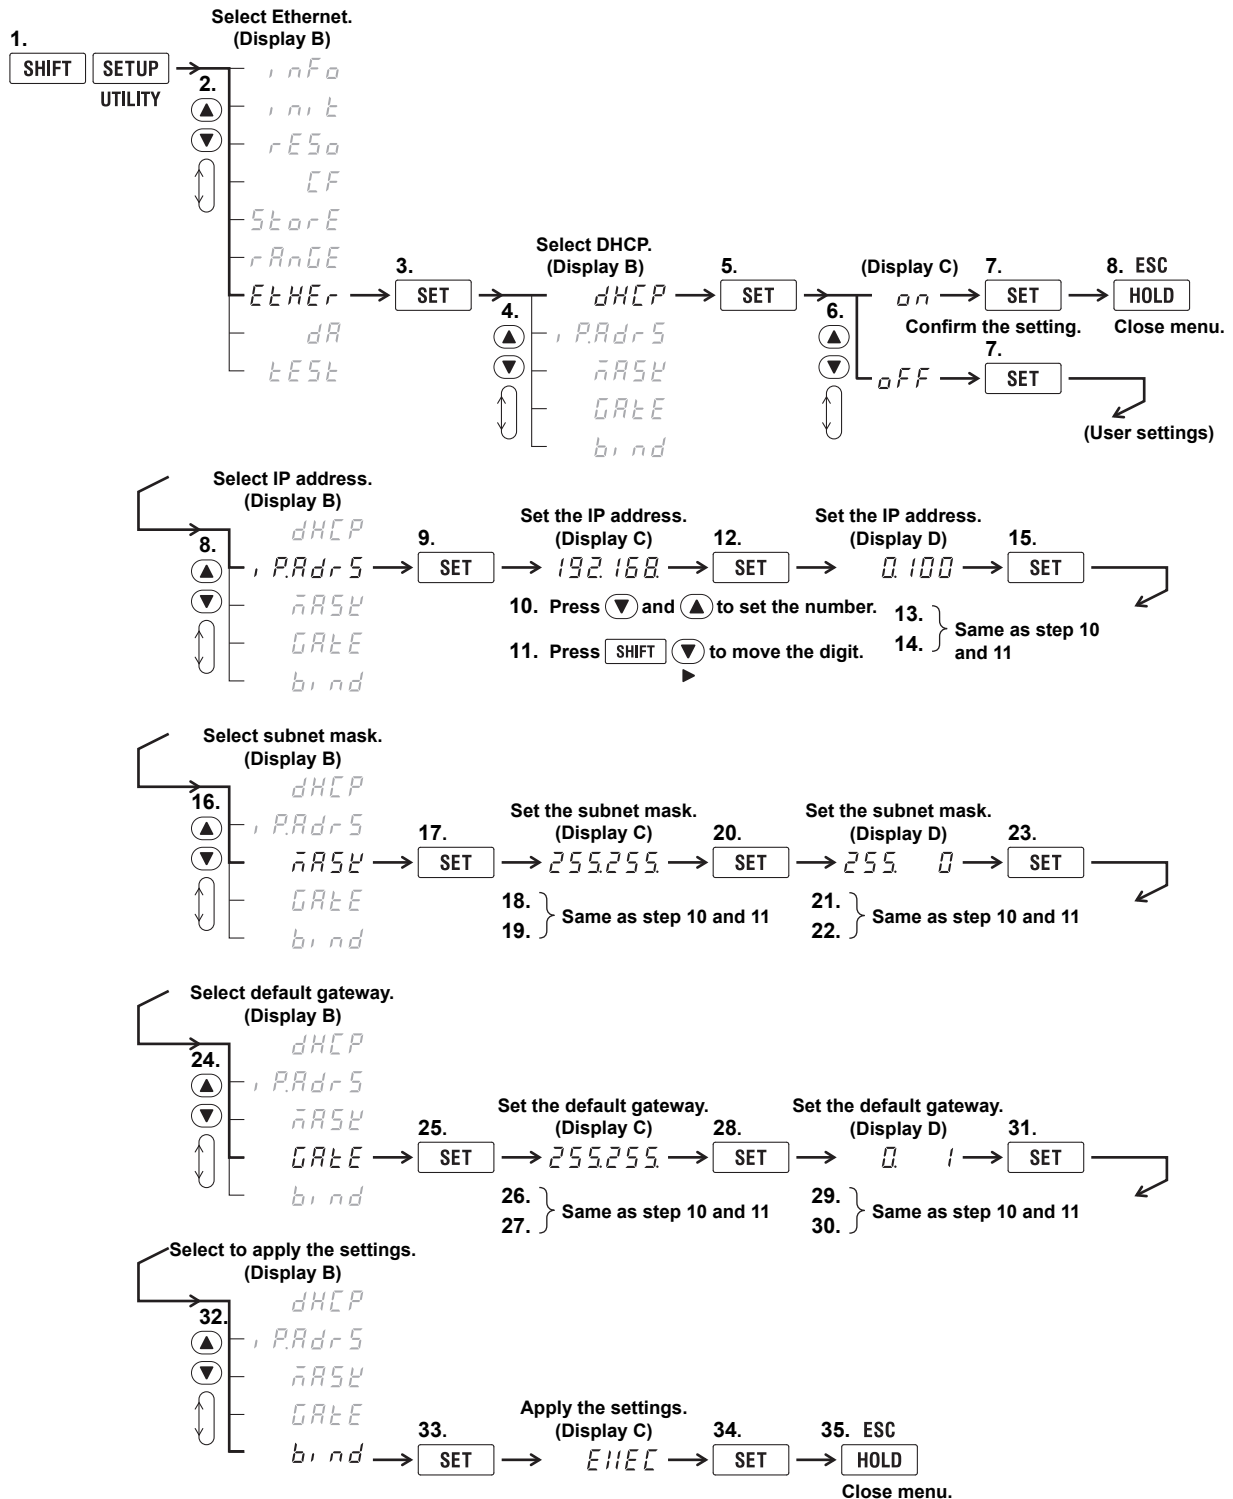 Select Ethernet.
1. (Display B)
SHIFT SETUP inFo
UTILITY 2. init
rESo
CF
StorE
rAnGE
Select DHCP.
3. (Display B) 5. (Display C) 7. 8. ESC
EtHEr SET dHCP SET on SET HOLD
4. 6. Confirm the setting. Close menu.
dA iP.AdrS 7.
tESt mASK oFF SET
GAtE (User settings)
bind
Select IP address.
(Display B)
dHCP Set the IP address. Set the IP address.
8. 9. (Display C) 12. (Display D) 15.
iP.AdrS SET 192.168. SET 0.100 SET
mASK 10. Press ▼ and ▲ to set the number. 13.
GAtE 14. Same as step 10
and 11
bind 11. Press SHIFT ▼ to move the digit.
▶
Select subnet mask.
(Display B)
dHCP
16. Set the subnet mask. Set the subnet mask.
iP.AdrS 17. (Display C) 20. (Display D) 23.
mASK SET 255.255. SET 255. 0 SET
GAtE 18. 21.
Same as step 10 and 11 Same as step 10 and 11
bind 19. 22.
Select default gateway.
(Display B)
dHCP
24.
iP.AdrS
mASK Set the default gateway. Set the default gateway.
25. (Display C) 28. (Display D) 31.
GAtE SET 255.255. SET 0. 1 SET
bind 26. 29.
Same as step 10 and 11 Same as step 10 and 11
27. 30.
Select to apply the settings.
(Display B)
dHCP
32.
iP.AdrS
mASK
GAtE Apply the settings.
33. (Display C) 34. 35. ESC
bind SET EXEC SET HOLD
Close menu.